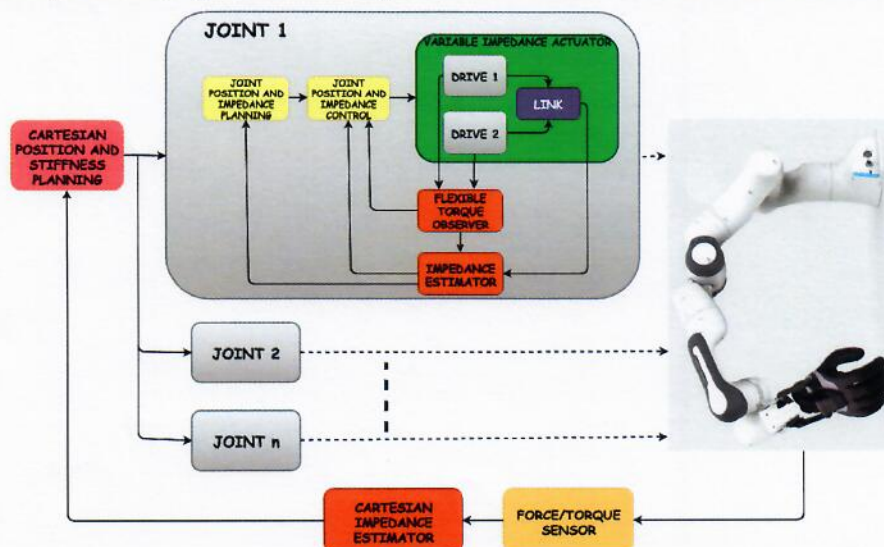 JOINT 1
VARIABLE IMPEDANCE ACTUATOR
DRIVE 1
LINK
DRIVE 2
JOINT
POSITION AND
IMPEDANCE
PLANNING
JOINT
POSITION AND
IMPEDANCE
CONTROL
CARTESIAN
POSITION AND
STIFFNESS
PLANNING
FLEXIBLE
TORQUE
OBSERVER
IMPEDANCE
ESTIMATOR
JOINT 2
JOINT n
CARTESIAN
IMPEDANCE
ESTIMATOR
FORCE/TORQUE
SENSOR